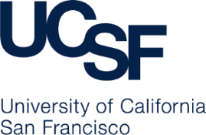 UCSF
University of California
San Francisco